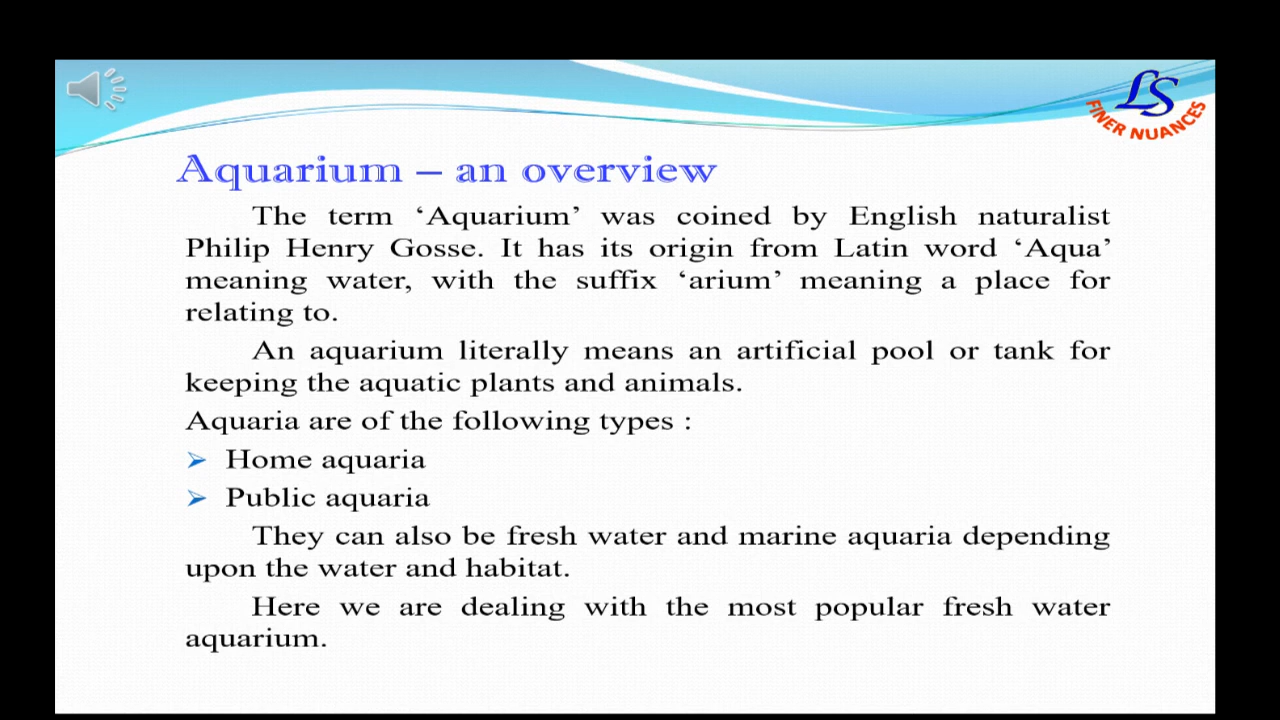 LS
FINER NUANCES
Aquarium – an overview
The term ‘Aquarium’ was coined by English naturalist
Philip Henry Gosse. It has its origin from Latin word ‘Aqua’
meaning water, with the suffix ‘arium’ meaning a place for
relating to.
An aquarium literally means an artificial pool or tank for
keeping the aquatic plants and animals.
Aquaria are of the following types :
➢ Home aquaria
➢ Public aquaria
They can also be fresh water and marine aquaria depending
upon the water and habitat.
Here we are dealing with the most popular fresh water
aquarium.